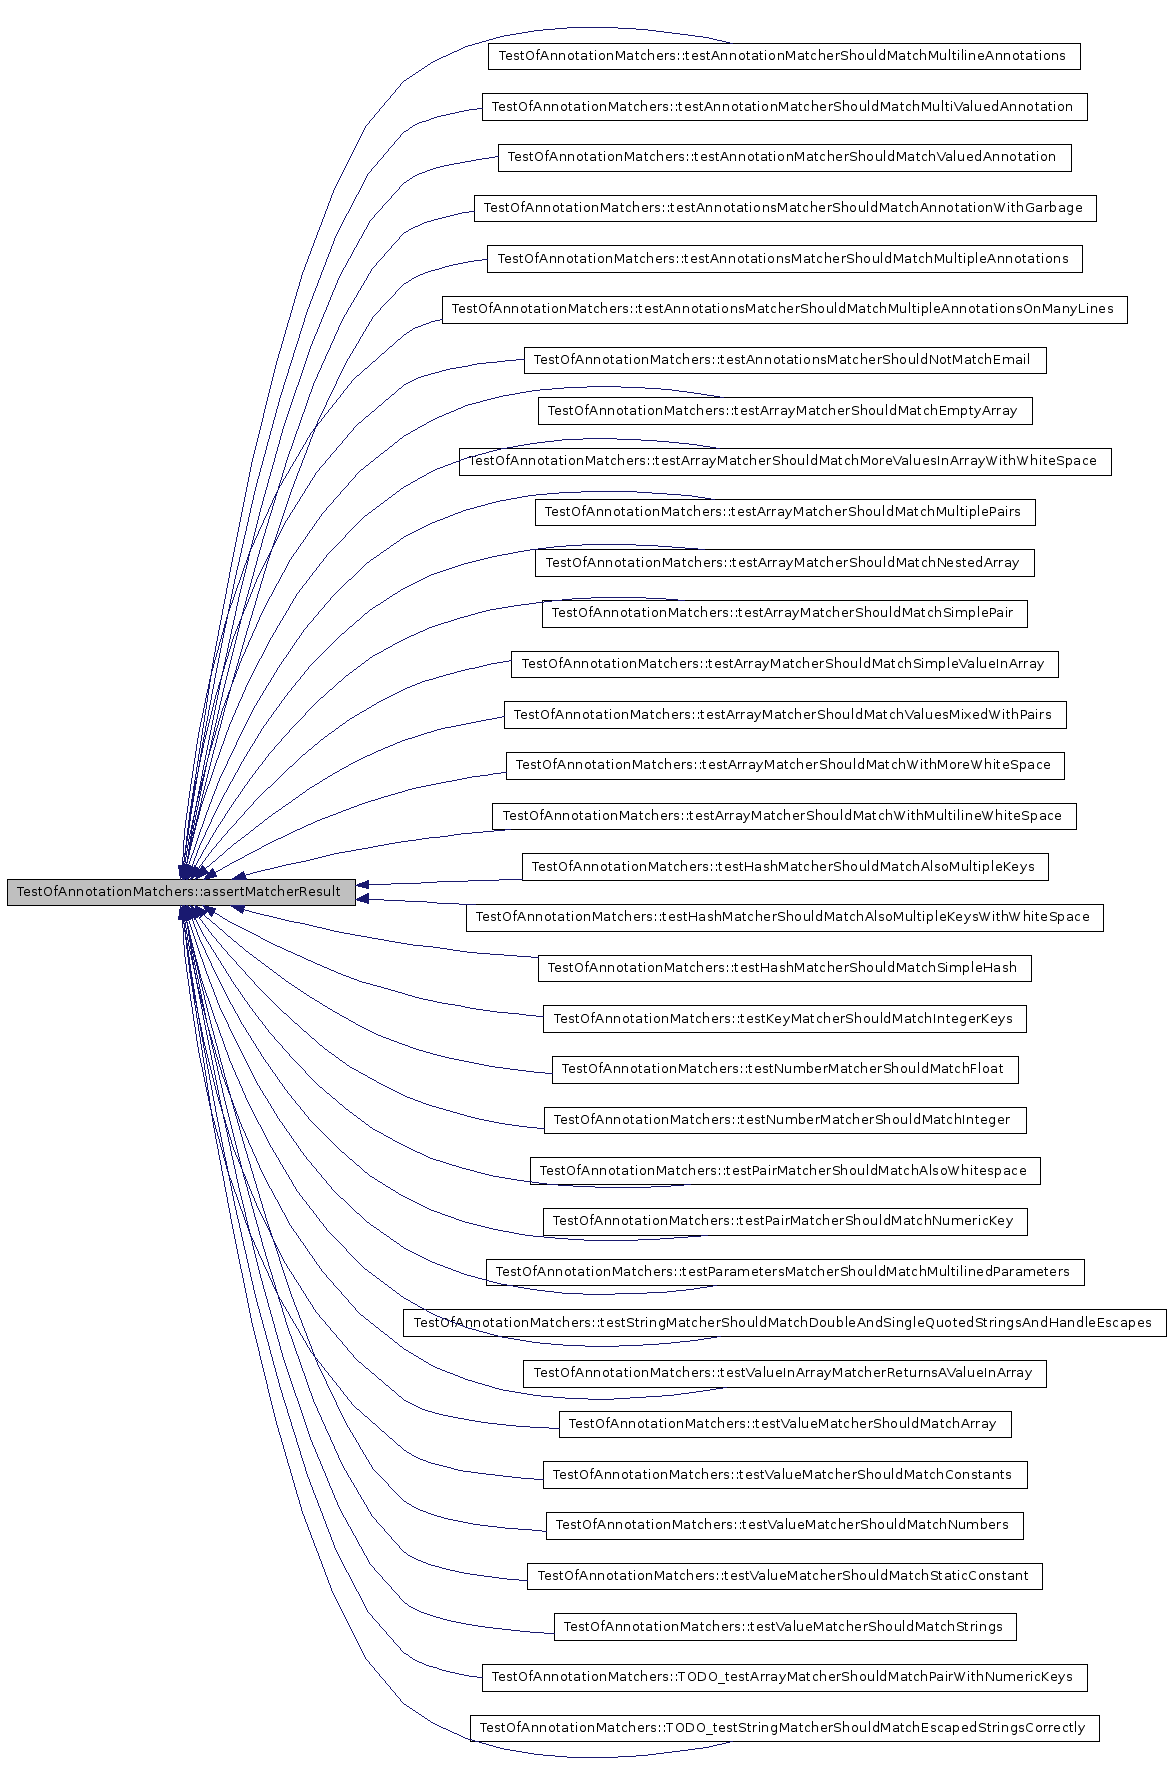 TestOfAnnotationMatchers::testAnnotationMatcherShouldMatchMultilineAnnotations
TestOfAnnotationMatchers::testAnnotationMatcherShouldMatchMultiValuedAnnotation
TestOfAnnotationMatchers::testAnnotationMatcherShouldMatchValuedAnnotation
TestOfAnnotationMatchers::testAnnotationsMatcherShouldMatchAnnotationWithGarbage
TestOfAnnotationMatchers::testAnnotationsMatcherShouldMatchMultipleAnnotations
TestOfAnnotationMatchers::testAnnotationsMatcherShouldMatchMultipleAnnotationsOnManyLines
TestOfAnnotationMatchers::testAnnotationsMatcherShouldNotMatchEmail
TestOfAnnotationMatchers::testArrayMatcherShouldMatchEmptyArray
TestOfAnnotationMatchers::testArrayMatcherShouldMatchMoreValuesInArrayWithWhiteSpace
TestOfAnnotationMatchers::testArrayMatcherShouldMatchMultiplePairs
TestOfAnnotationMatchers::testArrayMatcherShouldMatchNestedArray
TestOfAnnotationMatchers::testArrayMatcherShouldMatchSimplePair
TestOfAnnotationMatchers::testArrayMatcherShouldMatchSimpleValueInArray
TestOfAnnotationMatchers::testArrayMatcherShouldMatchValuesMixedWithPairs
TestOfAnnotationMatchers::testArrayMatcherShouldMatchWithMoreWhiteSpace
TestOfAnnotationMatchers::testArrayMatcherShouldMatchWithMultilineWhiteSpace
TestOfAnnotationMatchers::testHashMatcherShouldMatchAlsoMultipleKeys
TestOfAnnotationMatchers::assertMatcherResult
TestOfAnnotationMatchers::testHashMatcherShouldMatchAlsoMultipleKeysWithWhiteSpace
TestOfAnnotationMatchers::testHashMatcherShouldMatchSimpleHash
TestOfAnnotationMatchers::testKeyMatcherShouldMatchIntegerKeys
TestOfAnnotationMatchers::testNumberMatcherShouldMatchFloat
TestOfAnnotationMatchers::testNumberMatcherShouldMatchInteger
TestOfAnnotationMatchers::testPairMatcherShouldMatchAlsoWhitespace
TestOfAnnotationMatchers::testPairMatcherShouldMatchNumericKey
TestOfAnnotationMatchers::testParametersMatcherShouldMatchMultilinedParameters
TestOfAnnotationMatchers::testStringMatcherShouldMatchDoubleAndSingleQuotedStringsAndHandleEscapes
TestOfAnnotationMatchers::testValueInArrayMatcherReturnsAValueInArray
TestOfAnnotationMatchers::testValueMatcherShouldMatchArray
TestOfAnnotationMatchers::testValueMatcherShouldMatchConstants
TestOfAnnotationMatchers::testValueMatcherShouldMatchNumbers
TestOfAnnotationMatchers::testValueMatcherShouldMatchStaticConstant
TestOfAnnotationMatchers::testValueMatcherShouldMatchStrings
TestOfAnnotationMatchers::TODO_testArrayMatcherShouldMatchPairWithNumericKeys
TestOfAnnotationMatchers::TODO_testStringMatcherShouldMatchEscapedStringsCorrectly